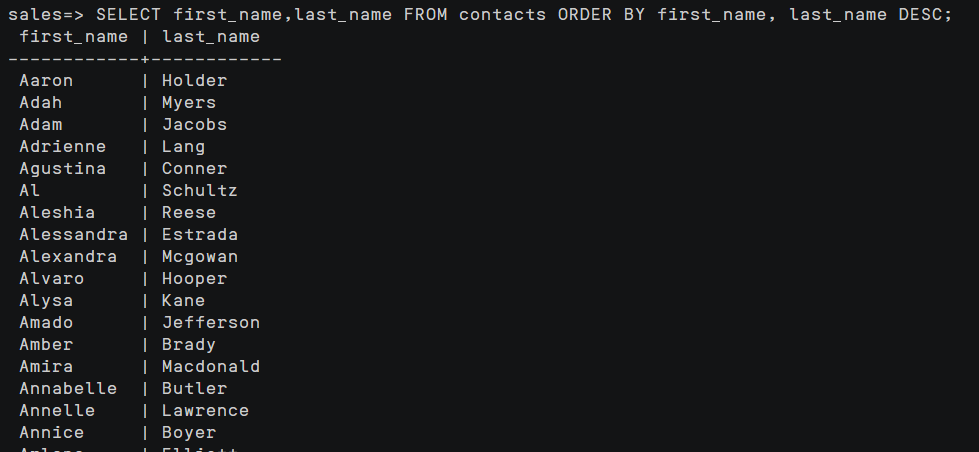 sales=> SELECT first_name,last_name FROM contacts ORDER BY first_name, last_name DESC;
 first_name | last_name
------------+------------
 Aaron      | Holder
 Adah       | Myers
 Adam       | Jacobs
 Adrienne   | Lang
 Agustina   | Conner
 Al         | Schultz
 Aleshia    | Reese
 Alessandra | Estrada
 Alexandra  | Mcgowan
 Alvaro     | Hooper
 Alysa      | Kane
 Amado      | Jefferson
 Amber      | Brady
 Amira      | Macdonald
 Annabelle  | Butler
 Annelle    | Lawrence
 Annice     | Boyer